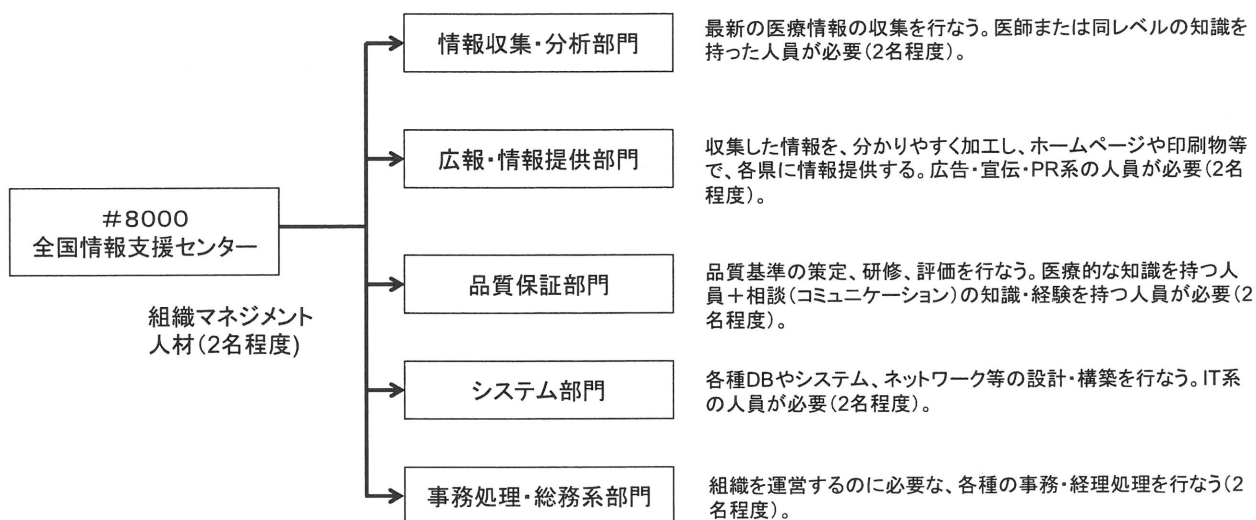 情報収集・分析部門
最新の医療情報の収集を行なう。医師または同レベルの知識を
持った人員が必要(2名程度)。
広報・情報提供部門
収集した情報を、分かりやすく加工し、ホームページや印刷物等
で、各県に情報提供する。広告・宣伝・PR系の人員が必要(2名
程度)。
#8000
全国情報支援センター
組織マネジメント
人材(2名程度)
品質保証部門
品質基準の策定、研修、評価を行なう。医療的な知識を持つ人
員+相談(コミュニケーション)の知識・経験を持つ人員が必要(2
名程度)。
システム部門
各種DBやシステム、ネットワーク等の設計・構築を行なう。IT系
の人員が必要(2名程度)。
事務処理・総務系部門
組織を運営するのに必要な、各種の事務・経理処理を行なう(2
名程度)。